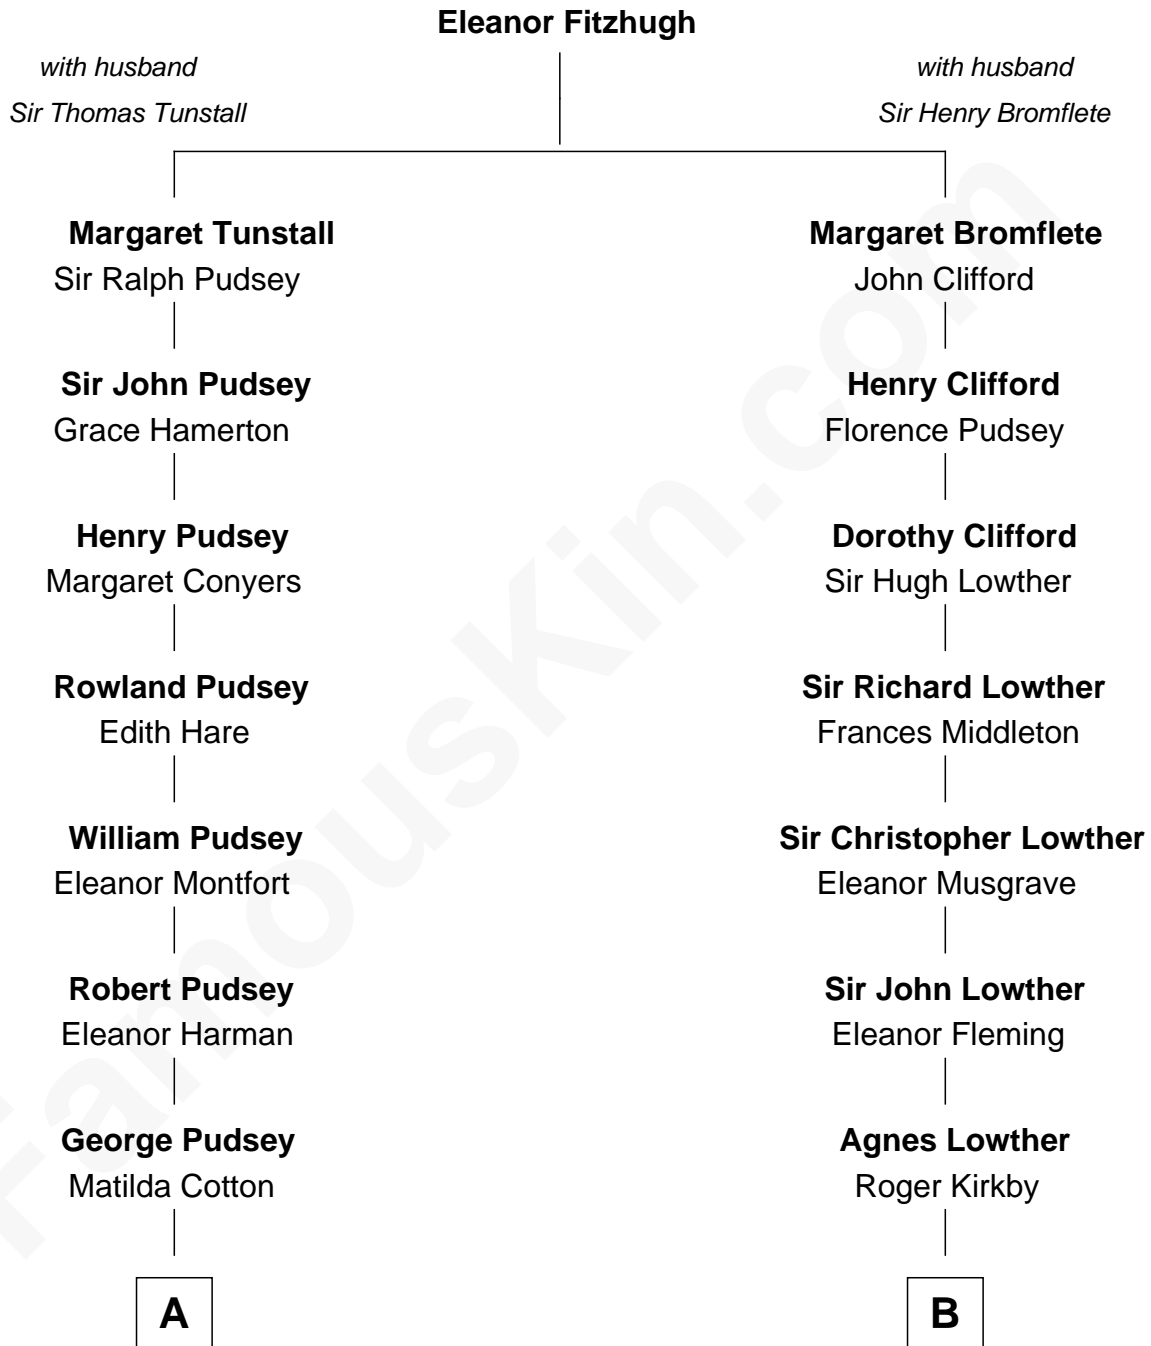 Eleanor Fitzhugh
with husband
Sir Thomas Tunstall
with husband
Sir Henry Bromflete
Margaret Tunstall
Sir Ralph Pudsey
Margaret Bromflete
John Clifford
Sir John Pudsey
Grace Hamerton
Henry Clifford
Florence Pudsey
Henry Pudsey
Margaret Conyers
Dorothy Clifford
Sir Hugh Lowther
Rowland Pudsey
Edith Hare
Sir Richard Lowther
Frances Middleton
William Pudsey
Eleanor Montfort
Sir Christopher Lowther
Eleanor Musgrave
Robert Pudsey
Eleanor Harman
Sir John Lowther
Eleanor Fleming
George Pudsey
Matilda Cotton
Agnes Lowther
Roger Kirkby
A
B
FamousKin.com